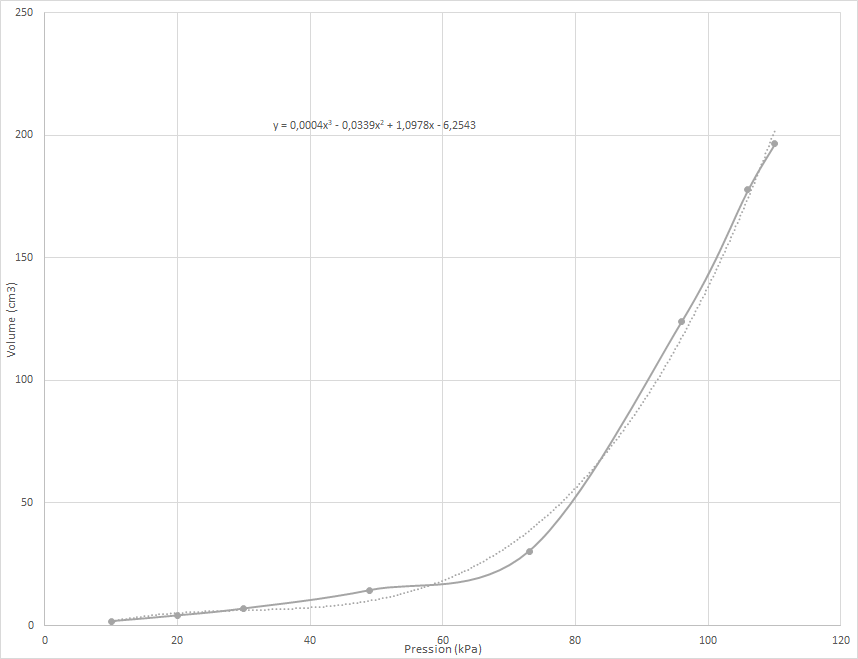 250
200
150
100
50
0
Volume (cm3)
y = 0,0004x³ - 0,0339x² + 1,0978x - 6,2543
0 20 40 60 80 100 120
Pression (kPa)